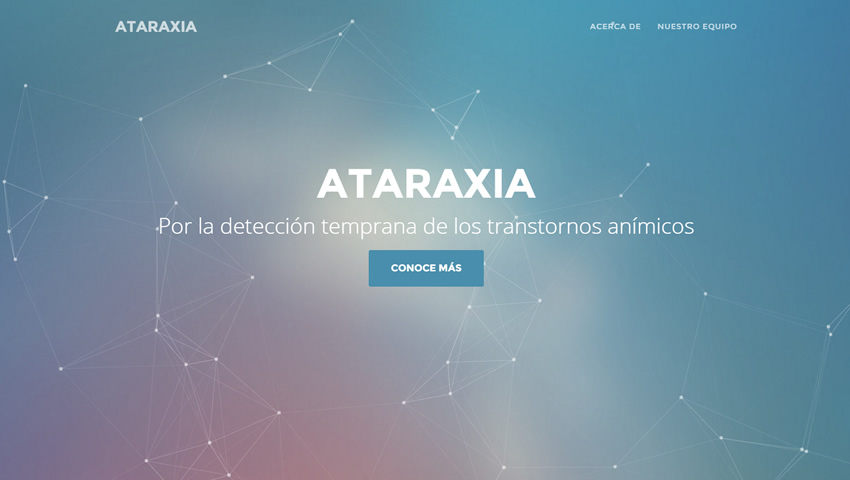 ATARAXIA
ACERCA DE NUESTRO EQUIPO
ATARAXIA
Por la detección temprana de los transtornos anímicos
CONOCE MÁS